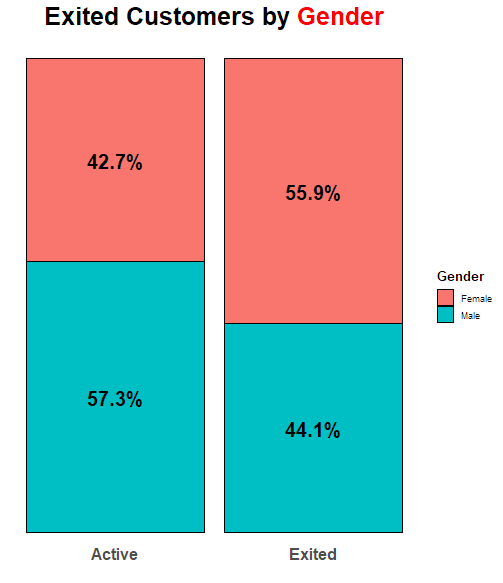 Exited Customers by Gender
42.7%
55.9%
Gender
Female
Male
57.3%
44.1%
Active
Exited